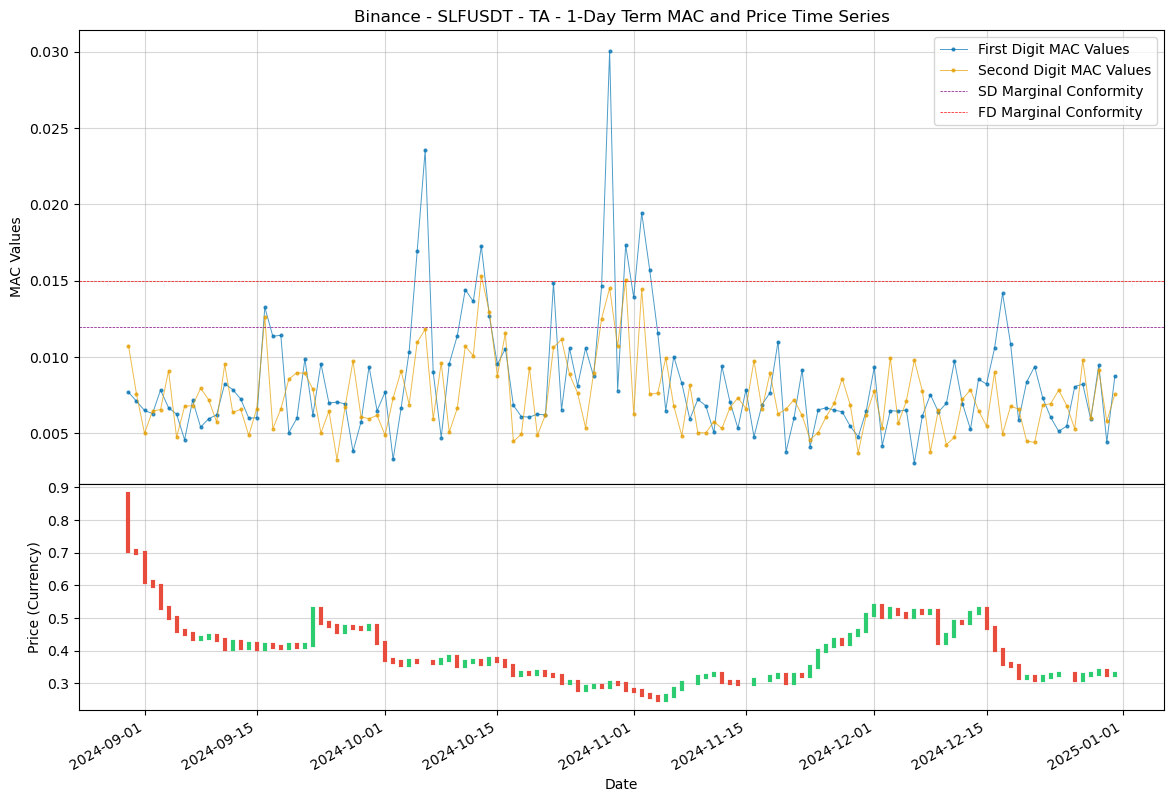 Binance - SLFUSDT - TA - 1-Day Term MAC and Price Time Series
First Digit MAC Values
Second Digit MAC Values
SD Marginal Conformity
FD Marginal Conformity
MAC Values
0.030
0.025
0.020
0.015
0.010
0.005
Price (Currency)
0.9
0.8
0.7
0.6
0.5
0.4
0.3
2024-09-01
2024-09-15
2024-10-01
2024-10-15
2024-11-01
2024-11-15
2024-12-01
2024-12-15
2025-01-01
Date